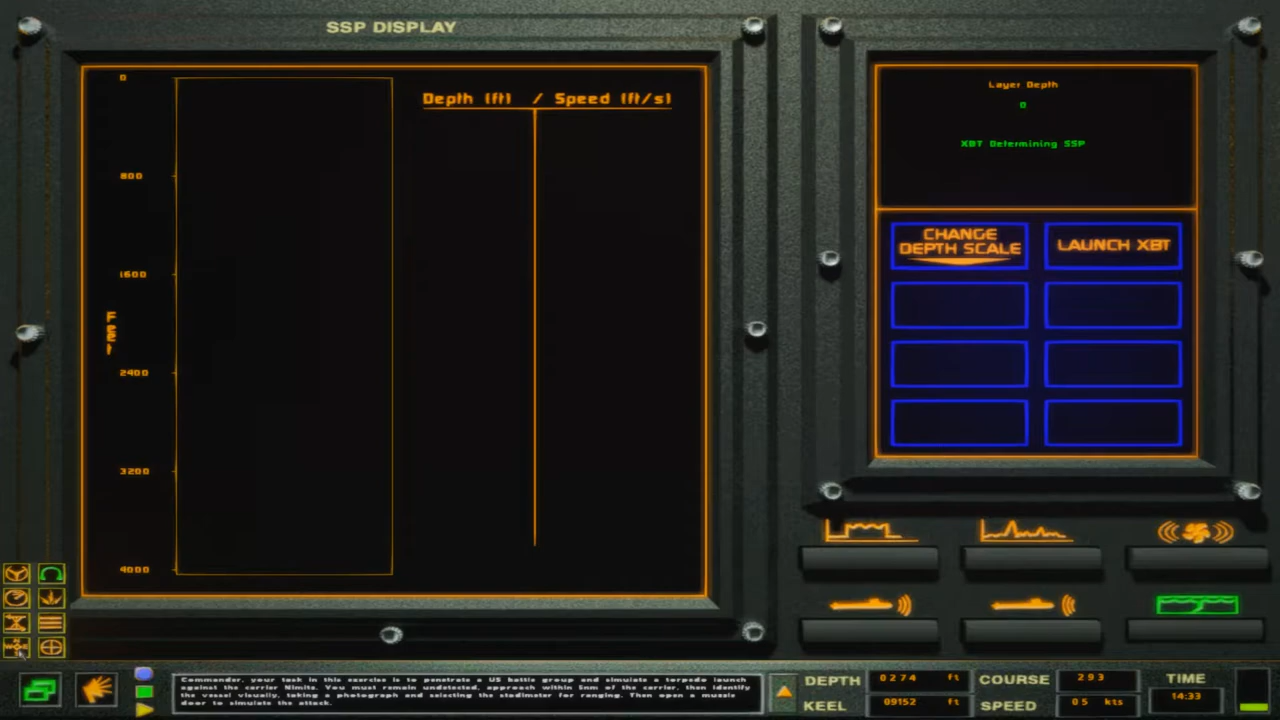 SSP DISPLAY
0
800
1600
2400
3200
4000
FEET
Depth (ft) / Speed (ft/s)
Layer Depth
0
XBT Determining SSP
CHANGE
DEPTH SCALE
LAUNCH XBT
Commander, your task in this exercise is to penetrate a US battle group and simulate a torpedo launch
against the carrier Nimitz. You must remain undetected, approach within 5nm of the carrier, then identify
the vessel visually, taking a photograph and selecting the stadimeter for ranging. Then open a muzzle
door to simulate the attack.
DEPTH 0274 ft
KEEL 09152 ft
COURSE 293
SPEED 05 kts
TIME
14:33